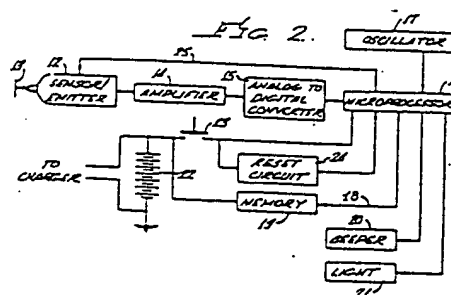 FIG. 2.
17
OSCILLATOR
25
13
12
SENSOR/
EMITTER
14
AMPLIFIER
15
ANALOG TO
DIGITAL
CONVERTER
MICROPROCESSOR
23
TO
CHARGER
22
RESET
CIRCUIT
24
MEMORY
19
18
BEEPER
20
LIGHT
21